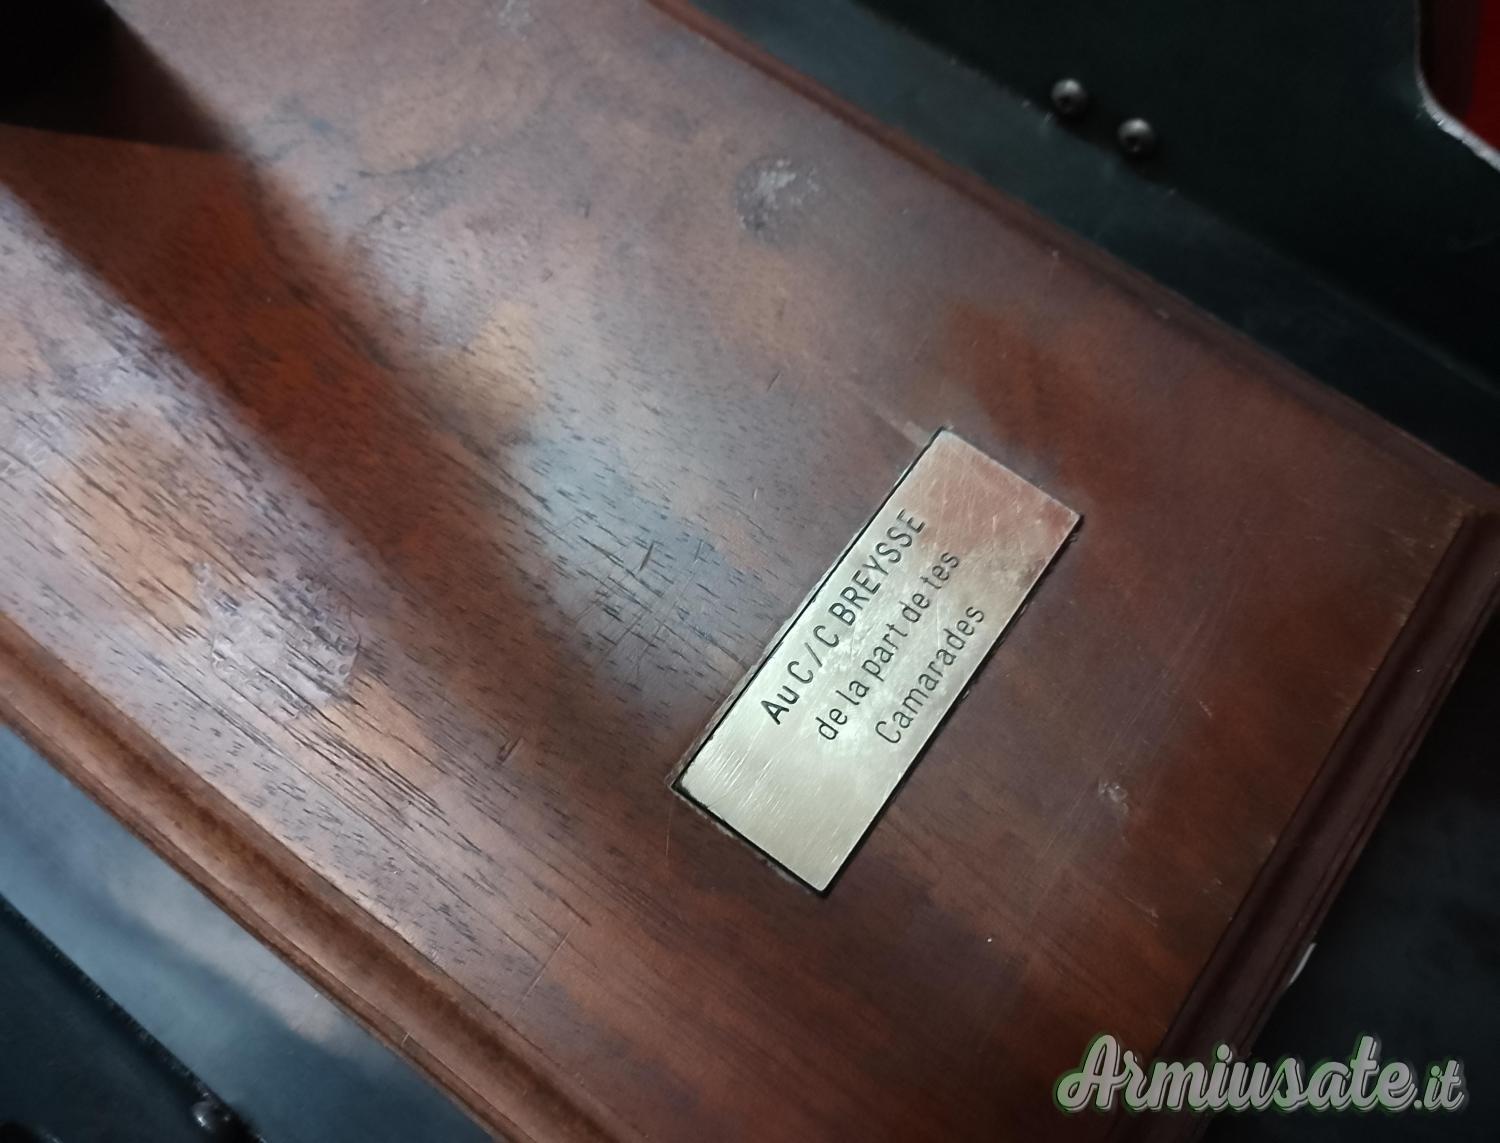 Au C/C BREYSSE
de la part de tes
Camarades
Armiusate.it